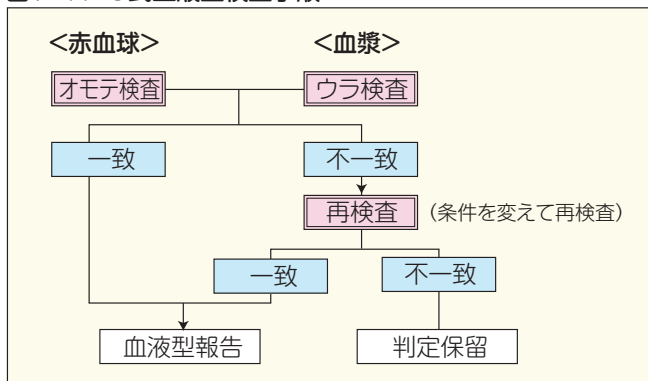 <赤血球> <血漿>
オモテ検査 ウラ検査
一致 不一致
再検査 (条件を変えて再検査)
一致 不一致
血液型報告 判定保留